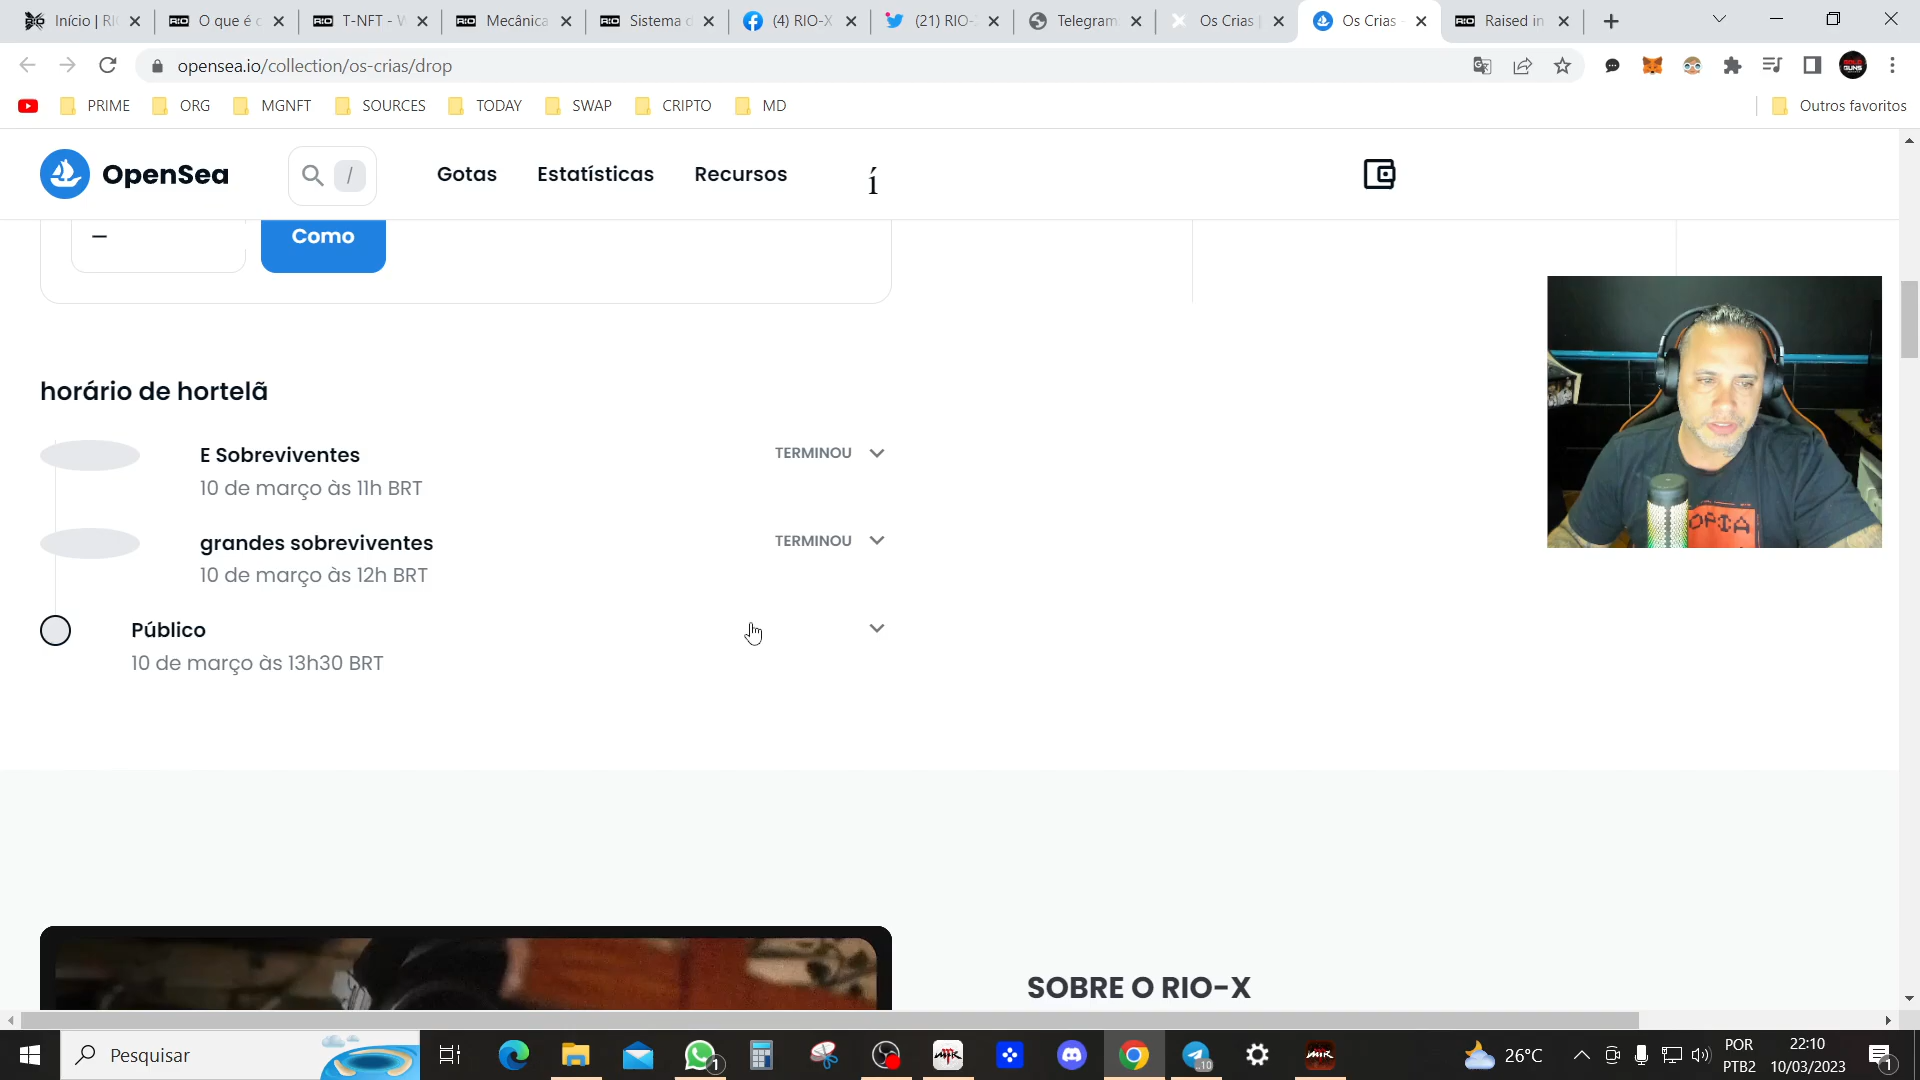 Início | RI
O que é c
T-NFT - W
Mecânica
Sistema d
(4) RIO-X
(21) RIO-
Telegram
Os Crias |
Os Crias -
Raised in
opensea.io/collection/os-crias/drop
PRIME
ORG
MGNFT
SOURCES
TODAY
SWAP
CRIPTO
MD
Outros favoritos
OpenSea
/
Gotas
Estatísticas
Recursos
í
–
Como
horário de hortelã
E Sobreviventes
TERMINOU
10 de março às 11h BRT
grandes sobreviventes
TERMINOU
10 de março às 12h BRT
Público
10 de março às 13h30 BRT
SOBRE O RIO-X
Pesquisar
26°C
POR
PTB2
22:10
10/03/2023